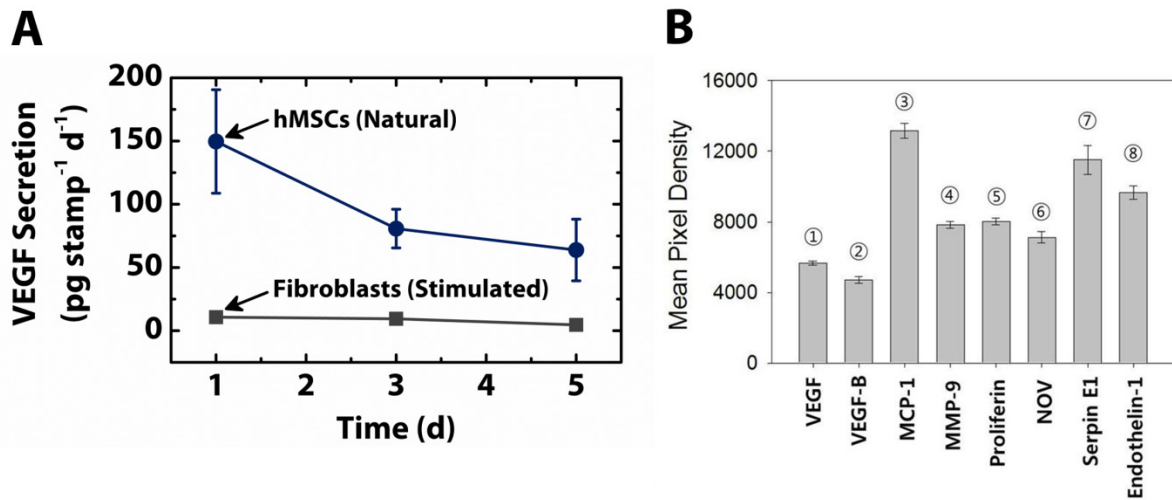 A
VEGF Secretion
(pg stamp⁻¹ d⁻¹)
200
150
100
50
0
hMSCs (Natural)
Fibroblasts (Stimulated)
1
2
3
4
5
Time (d)
B
Mean Pixel Density
16000
12000
8000
4000
0
①
②
③
④
⑤
⑥
⑦
⑧
VEGF
VEGF-B
MCP-1
MMP-9
Proliferin
NOV
Serpin E1
Endothelin-1